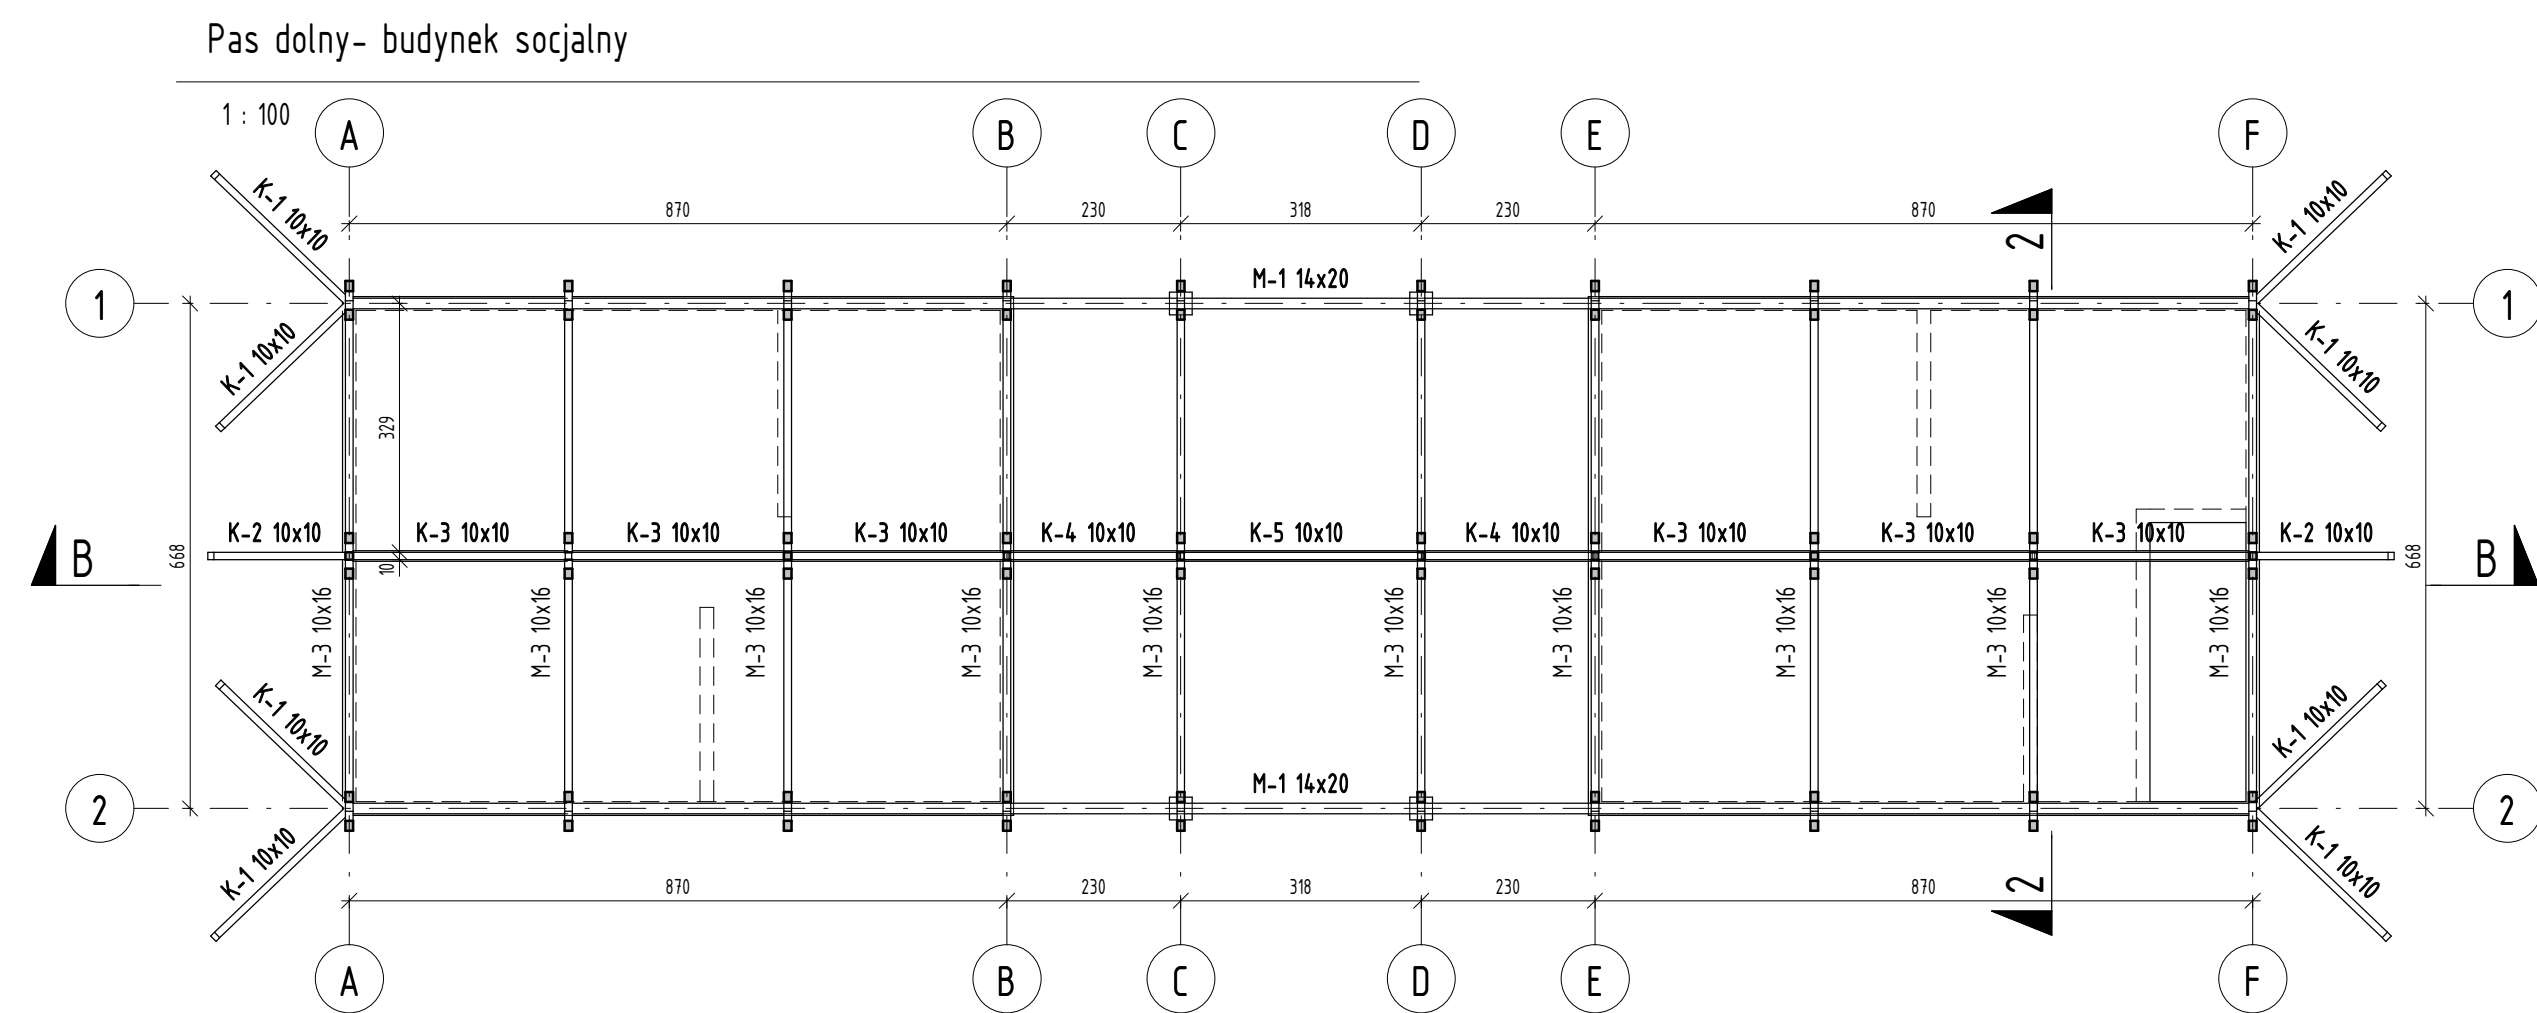 Pas dolny- budynek socjalny
1 : 100
A
B
C
D
E
F
870
230
318
230
870
2
K-1 10x10
K-1 10x10
M-1 14x20
1
1
K-1 10x10
K-1 10x10
329
668
668
K-2 10x10
K-3 10x10
K-3 10x10
K-3 10x10
K-4 10x10
K-5 10x10
K-4 10x10
K-3 10x10
K-3 10x10
K-3 10x10
K-2 10x10
B
B
10
M-3 10x16
M-3 10x16
M-3 10x16
M-3 10x16
M-3 10x16
M-3 10x16
M-3 10x16
M-3 10x16
M-3 10x16
M-3 10x16
K-1 10x10
K-1 10x10
M-1 14x20
2
2
K-1 10x10
K-1 10x10
870
230
318
230
870
2
A
B
C
D
E
F